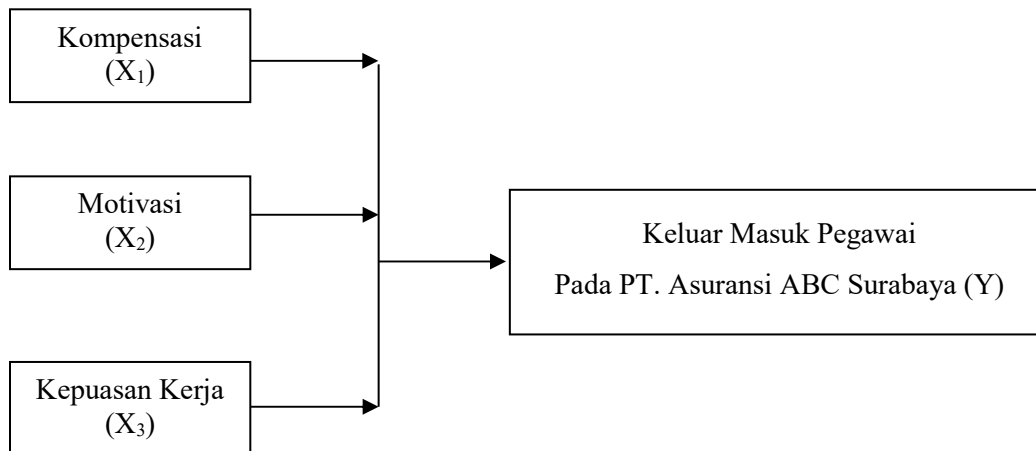 Kompensasi
(X₁)
Motivasi
(X₂)
Keluar Masuk Pegawai
Pada PT. Asuransi ABC Surabaya (Y)
Kepuasan Kerja
(X₃)